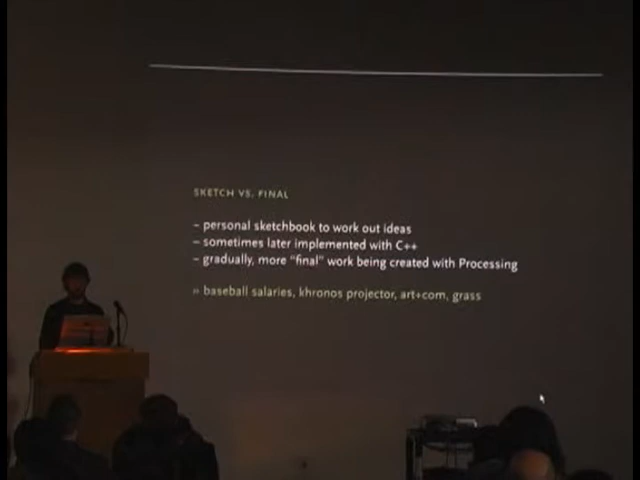 SKETCH VS. FINAL
– personal sketchbook to work out ideas
– sometimes later implemented with C++
– gradually, more “final” work being created with Processing
» baseball salaries, khronos projector, art+com, grass